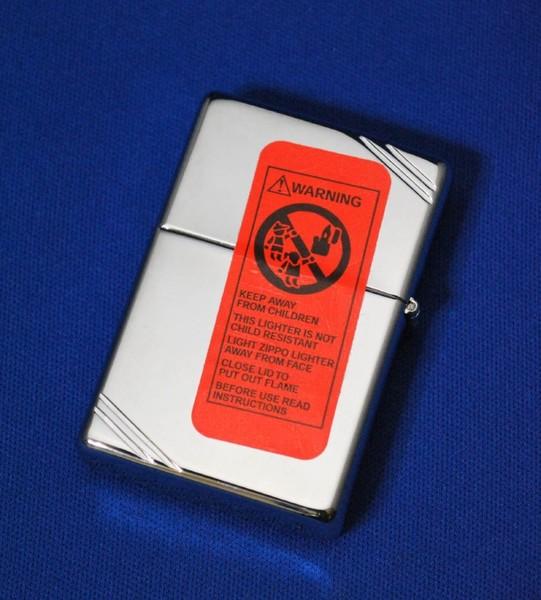 WARNING
KEEP AWAY
FROM CHILDREN
THIS LIGHTER IS NOT
CHILD RESISTANT
LIGHT ZIPPO LIGHTER
AWAY FROM FACE
CLOSE LID TO
PUT OUT FLAME
BEFORE USE READ
INSTRUCTIONS